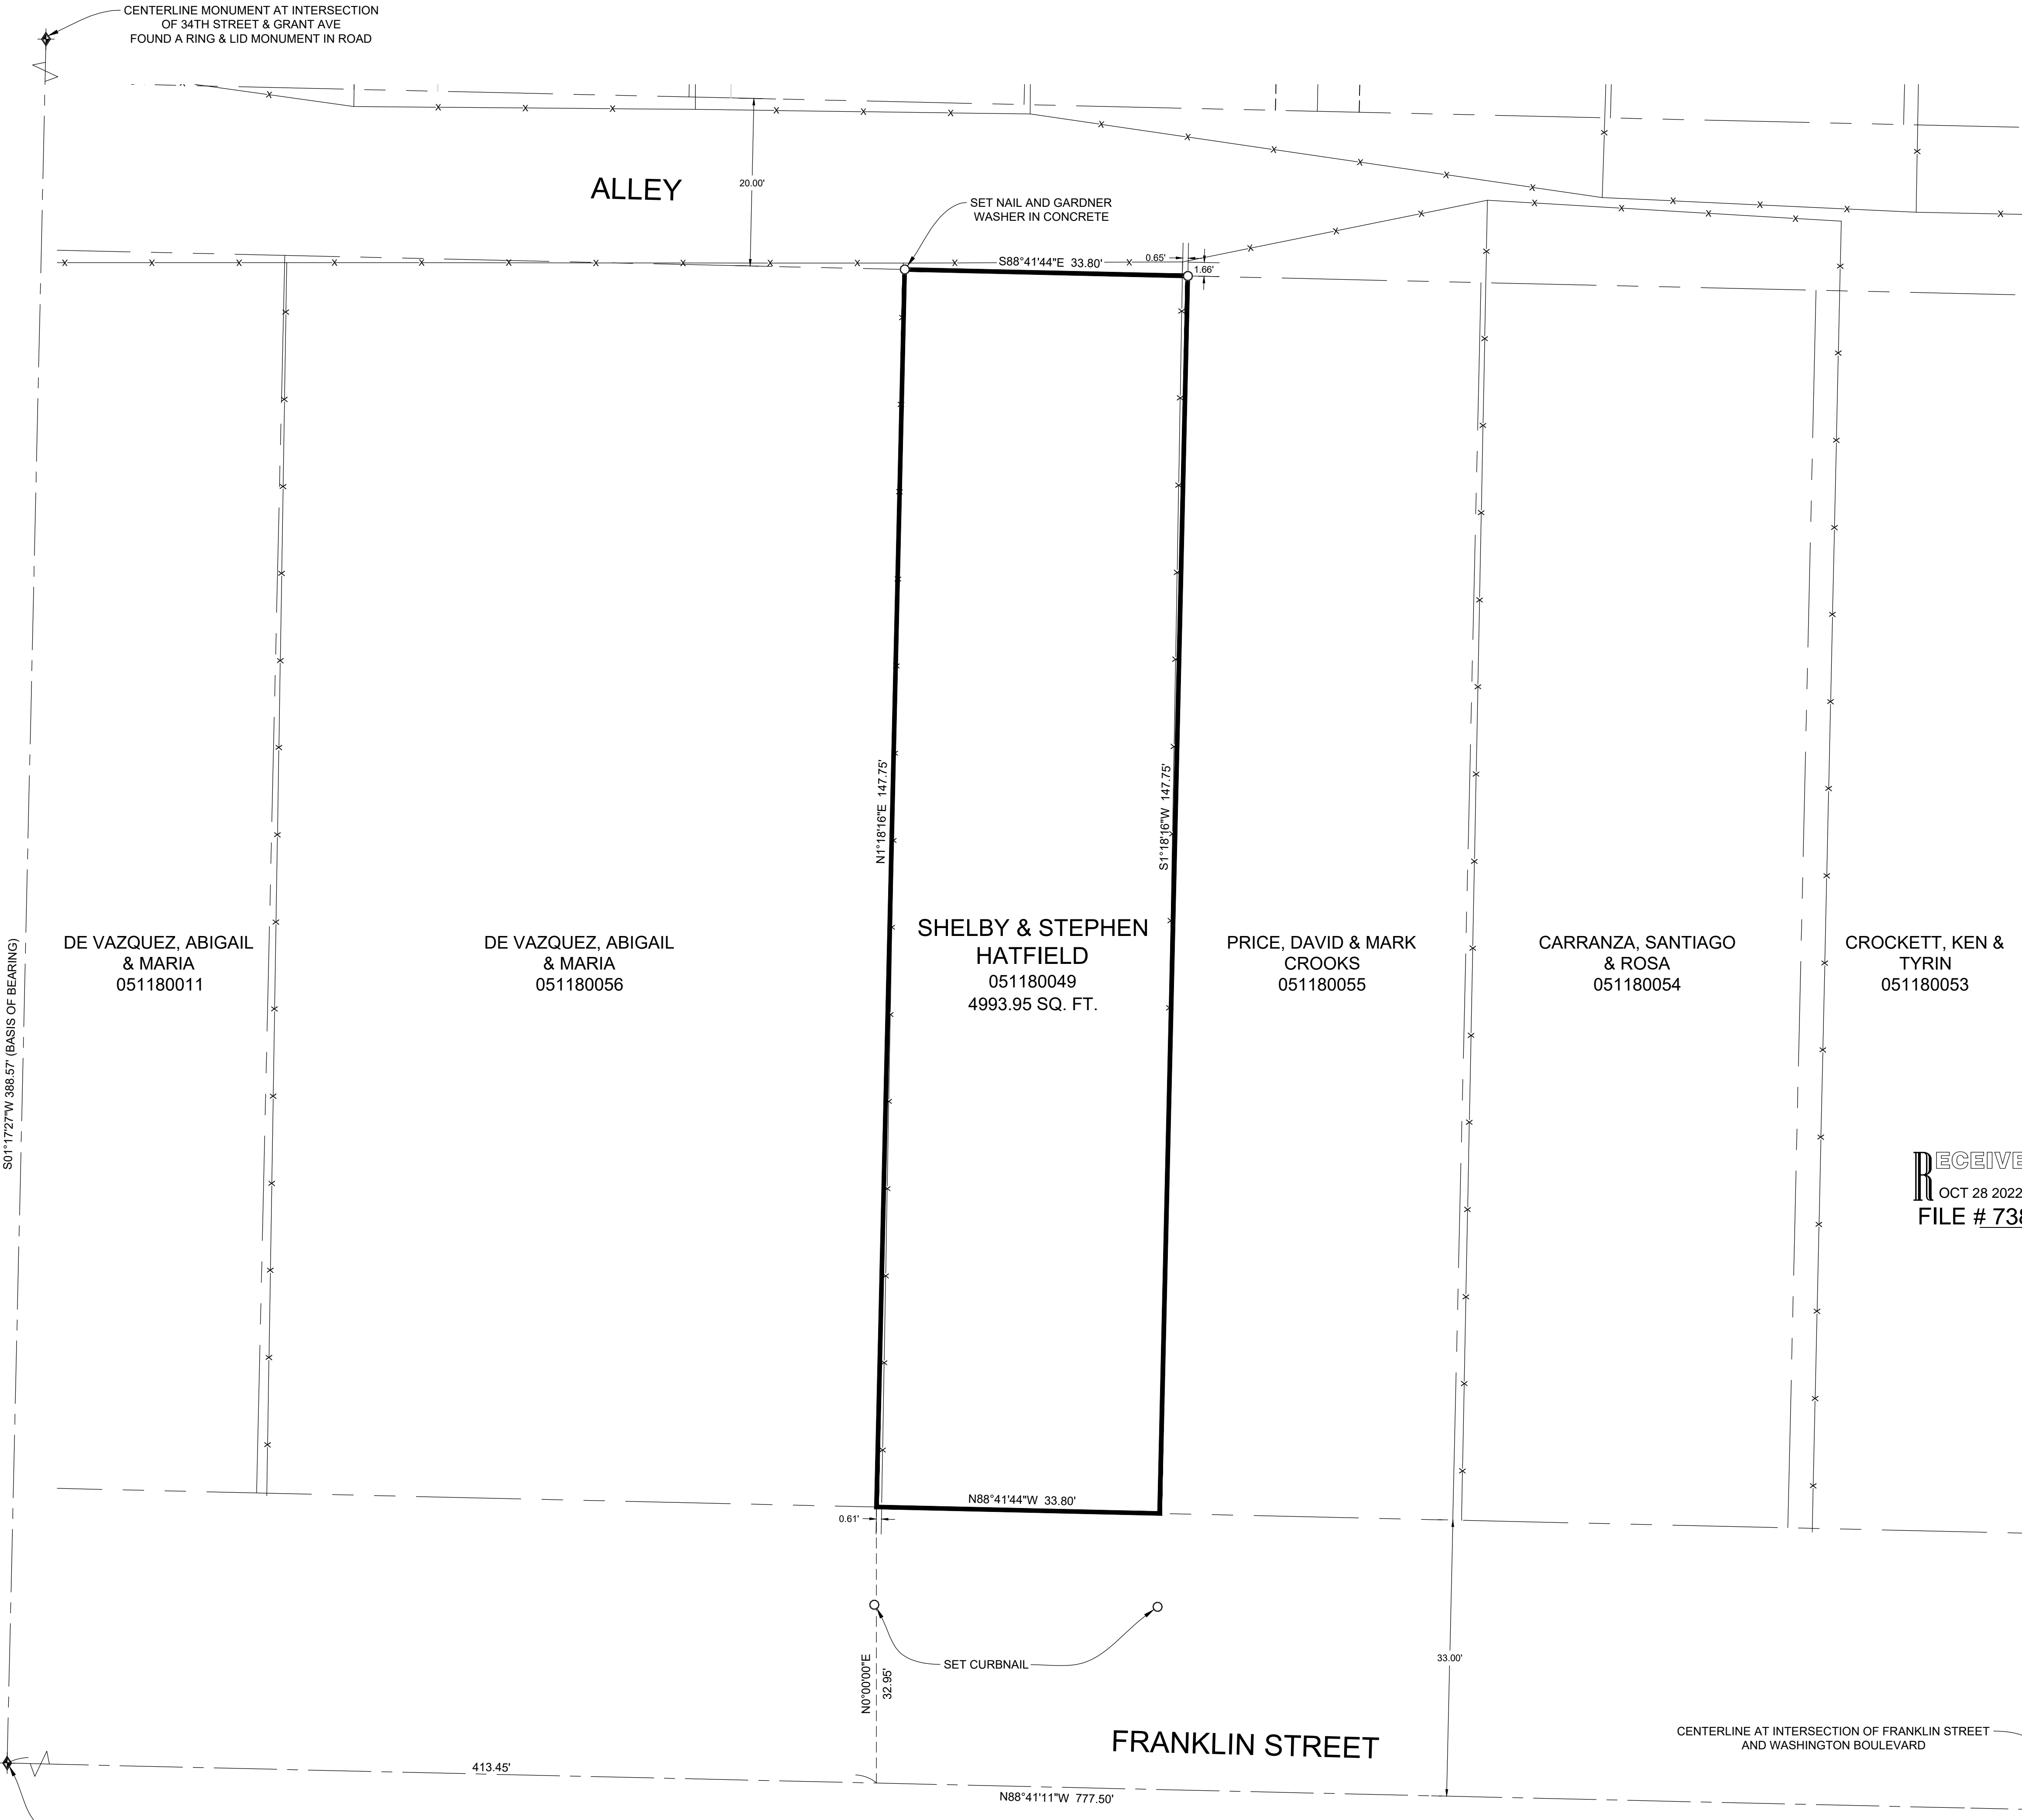 CENTERLINE MONUMENT AT INTERSECTION
OF 34TH STREET & GRANT AVE
FOUND A RING & LID MONUMENT IN ROAD
ALLEY
20.00'
SET NAIL AND GARDNER
WASHER IN CONCRETE
S88°41'44"E 33.80'
0.65'
1.66'
N1°18'16"E 147.75'
S1°18'16"W 147.75'
S01°17'27"W 388.57' (BASIS OF BEARING)
DE VAZQUEZ, ABIGAIL
& MARIA
051180011
DE VAZQUEZ, ABIGAIL
& MARIA
051180056
SHELBY & STEPHEN
HATFIELD
051180049
4993.95 SQ. FT.
PRICE, DAVID & MARK
CROOKS
051180055
CARRANZA, SANTIAGO
& ROSA
051180054
CROCKETT, KEN &
TYRIN
051180053
RECEIVE
OCT 28 2022
FILE # 738
N88°41'44"W 33.80'
0.61'
SET CURBNAIL
N0°00'00"E
32.95'
33.00'
FRANKLIN STREET
CENTERLINE AT INTERSECTION OF FRANKLIN STREET
AND WASHINGTON BOULEVARD
413.45'
N88°41'11"W 777.50'